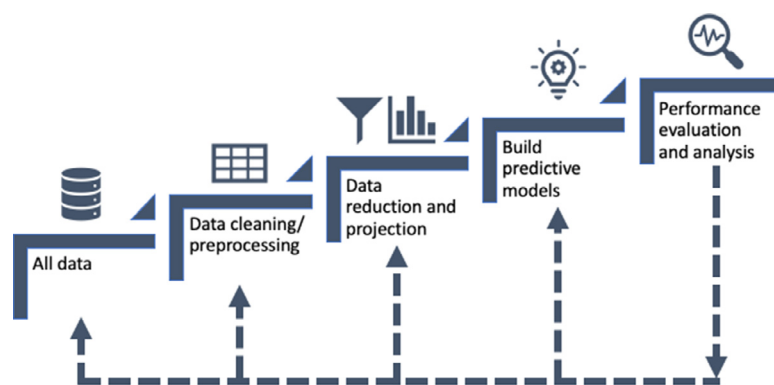 All data
Data cleaning/
preprocessing
Data
reduction and
projection
Build
predictive
models
Performance
evaluation
and analysis